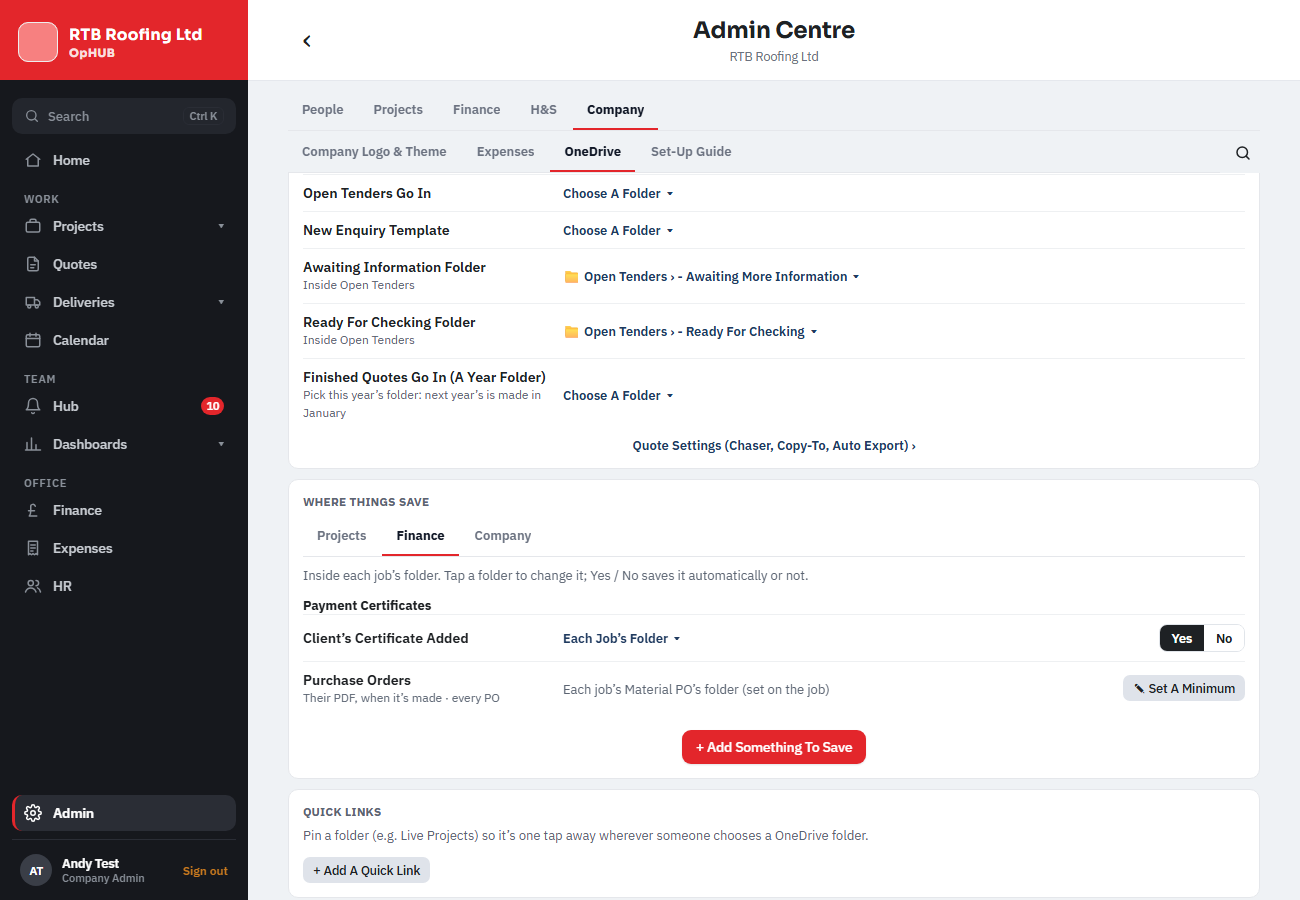 RTB Roofing Ltd
OpHUB
Search Ctrl K
Home
WORK
Projects
Quotes
Deliveries
Calendar
TEAM
Hub 10
Dashboards
OFFICE
Finance
Expenses
HR
Admin
AT
Andy Test
Company Admin
Sign out
Admin Centre
RTB Roofing Ltd
People Projects Finance H&S Company
Company Logo & Theme Expenses OneDrive Set-Up Guide
Open Tenders Go In Choose A Folder
New Enquiry Template Choose A Folder
Awaiting Information Folder
Inside Open Tenders
Open Tenders › - Awaiting More Information
Ready For Checking Folder
Inside Open Tenders
Open Tenders › - Ready For Checking
Finished Quotes Go In (A Year Folder)
Pick this year’s folder: next year’s is made in
January
Choose A Folder
Quote Settings (Chaser, Copy-To, Auto Export) ›
WHERE THINGS SAVE
Projects Finance Company
Inside each job’s folder. Tap a folder to change it; Yes / No saves it automatically or not.
Payment Certificates
Client’s Certificate Added Each Job’s Folder Yes No
Purchase Orders
Their PDF, when it’s made · every PO
Each job’s Material PO’s folder (set on the job)
Set A Minimum
+ Add Something To Save
QUICK LINKS
Pin a folder (e.g. Live Projects) so it’s one tap away wherever someone chooses a OneDrive folder.
+ Add A Quick Link